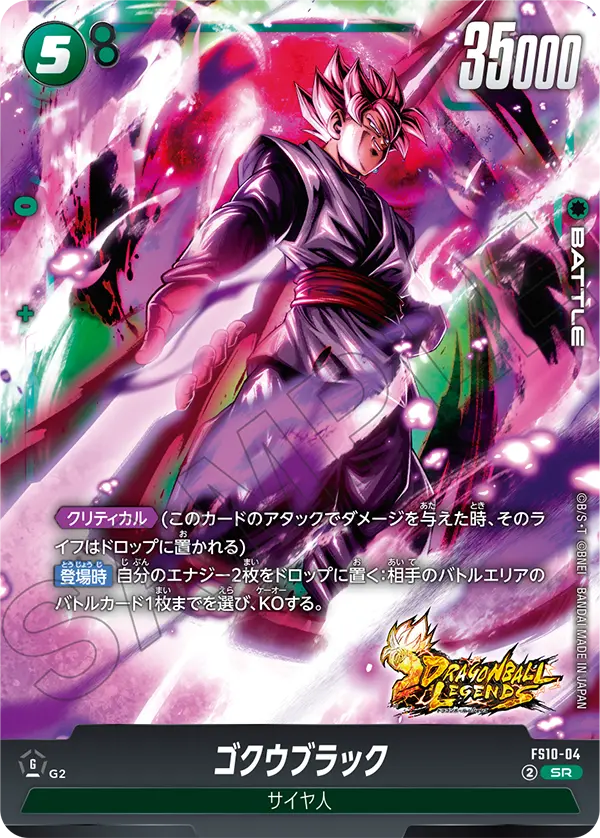 5
35000
0
+
BATTLE
SAMPLE
クリティカル (このカードのアタックでダメージを与えた時、そのラ
イフはドロップに置かれる)
登場時 自分のエナジー2枚をドロップに置く:相手のバトルエリアの
バトルカード1枚までを選び、KOする。
©B/S・T ©BNEI BANDAI MADE IN JAPAN
DRAGONBALL
LEGENDS
ゴクウブラック
FS10-04
G
G2
2 SR
サイヤ人